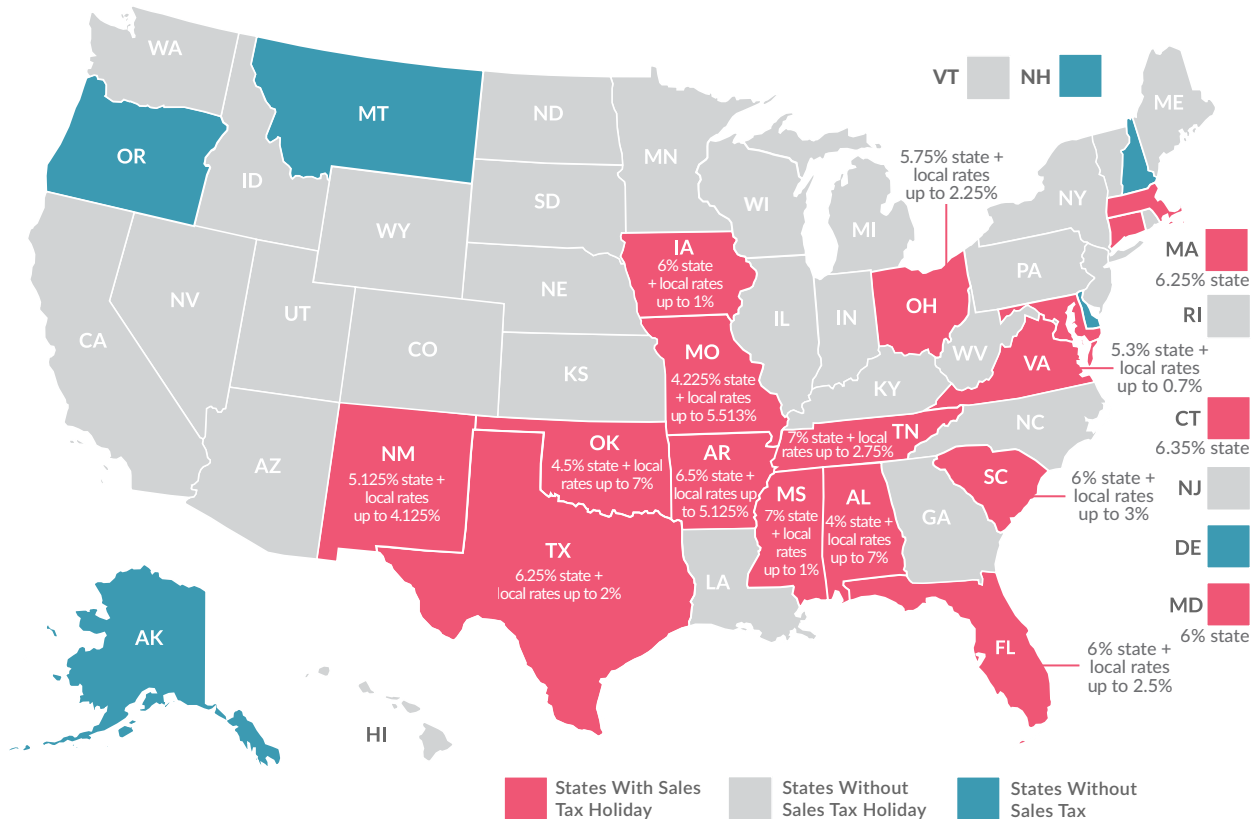 WA
VT
NH
ME
MT
ND
OR
MN
ID
5.75% state +
local rates
up to 2.25%
SD
WI
NY
WY
MI
IA
6% state
+ local rates
up to 1%
MA
6.25% state
PA
NE
NV
OH
RI
UT
IL
IN
CA
CO
MO
4.225% state
+ local rates
up to 5.513%
WV
VA
5.3% state +
local rates
up to 0.7%
KS
KY
CT
6.35% state
NC
TN
7% state + local
rates up to 2.75%
OK
4.5% state + local
rates up to 7%
AR
6.5% state +
local rates up
to 5.125%
NM
5.125% state +
local rates
up to 4.125%
AZ
SC
6% state +
local rates
up to 3%
NJ
MS
7% state
+ local
rates
up to 1%
AL
4% state +
local rates
up to 7%
GA
DE
TX
6.25% state +
local rates up to 2%
LA
MD
6% state
AK
FL
6% state +
local rates
up to 2.5%
HI
States With Sales
Tax Holiday
States Without
Sales Tax Holiday
States Without
Sales Tax